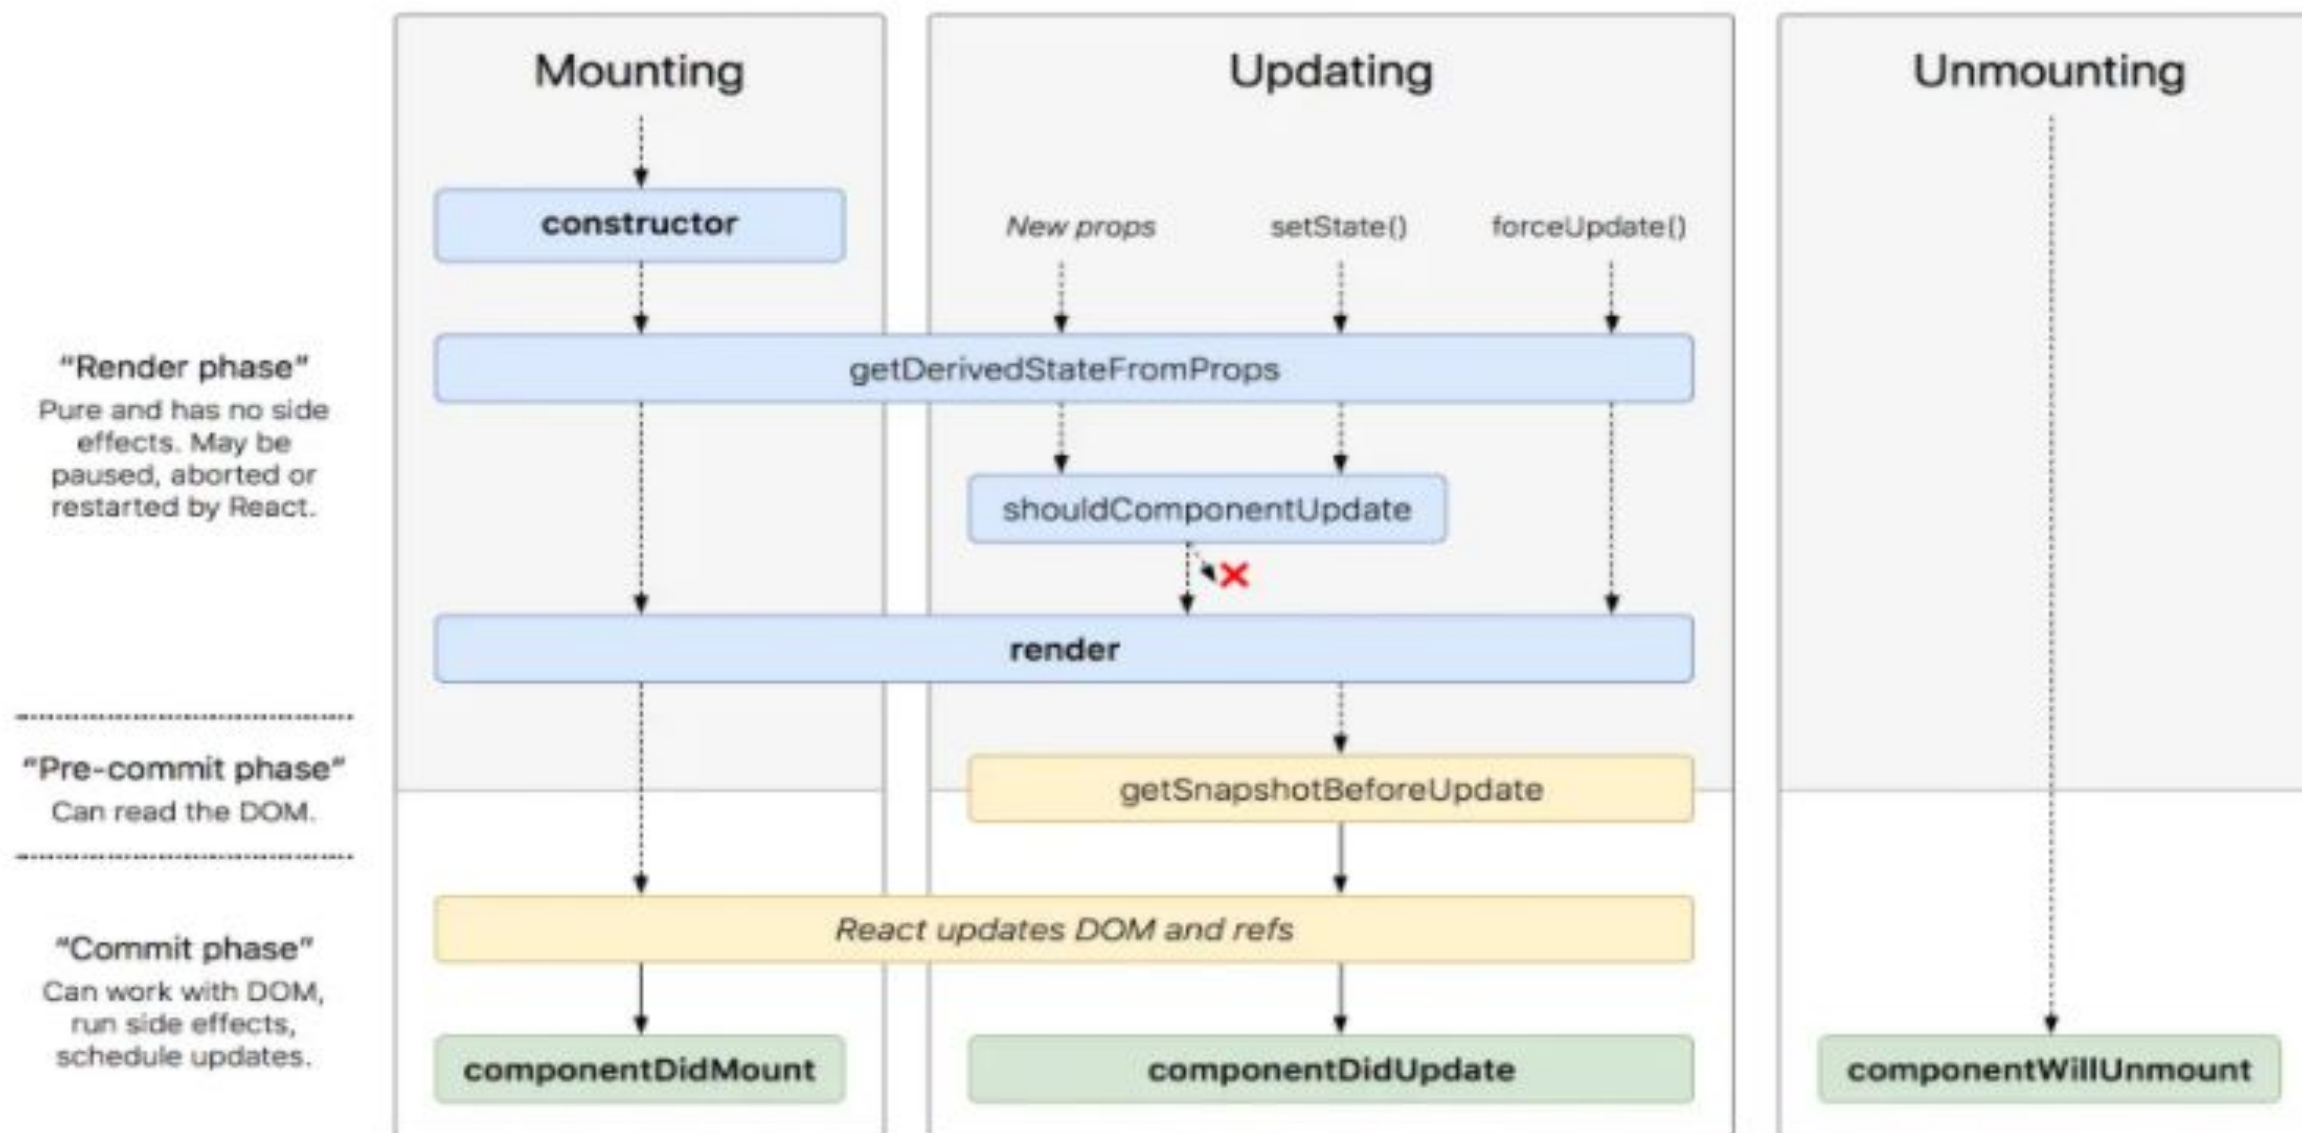 Mounting
Updating
Unmounting
constructor
New props
setState()
forceUpdate()
“Render phase”
Pure and has no side
effects. May be
paused, aborted or
restarted by React.
getDerivedStateFromProps
shouldComponentUpdate
render
“Pre-commit phase”
Can read the DOM.
getSnapshotBeforeUpdate
“Commit phase”
Can work with DOM,
run side effects,
schedule updates.
React updates DOM and refs
componentDidMount
componentDidUpdate
componentWillUnmount